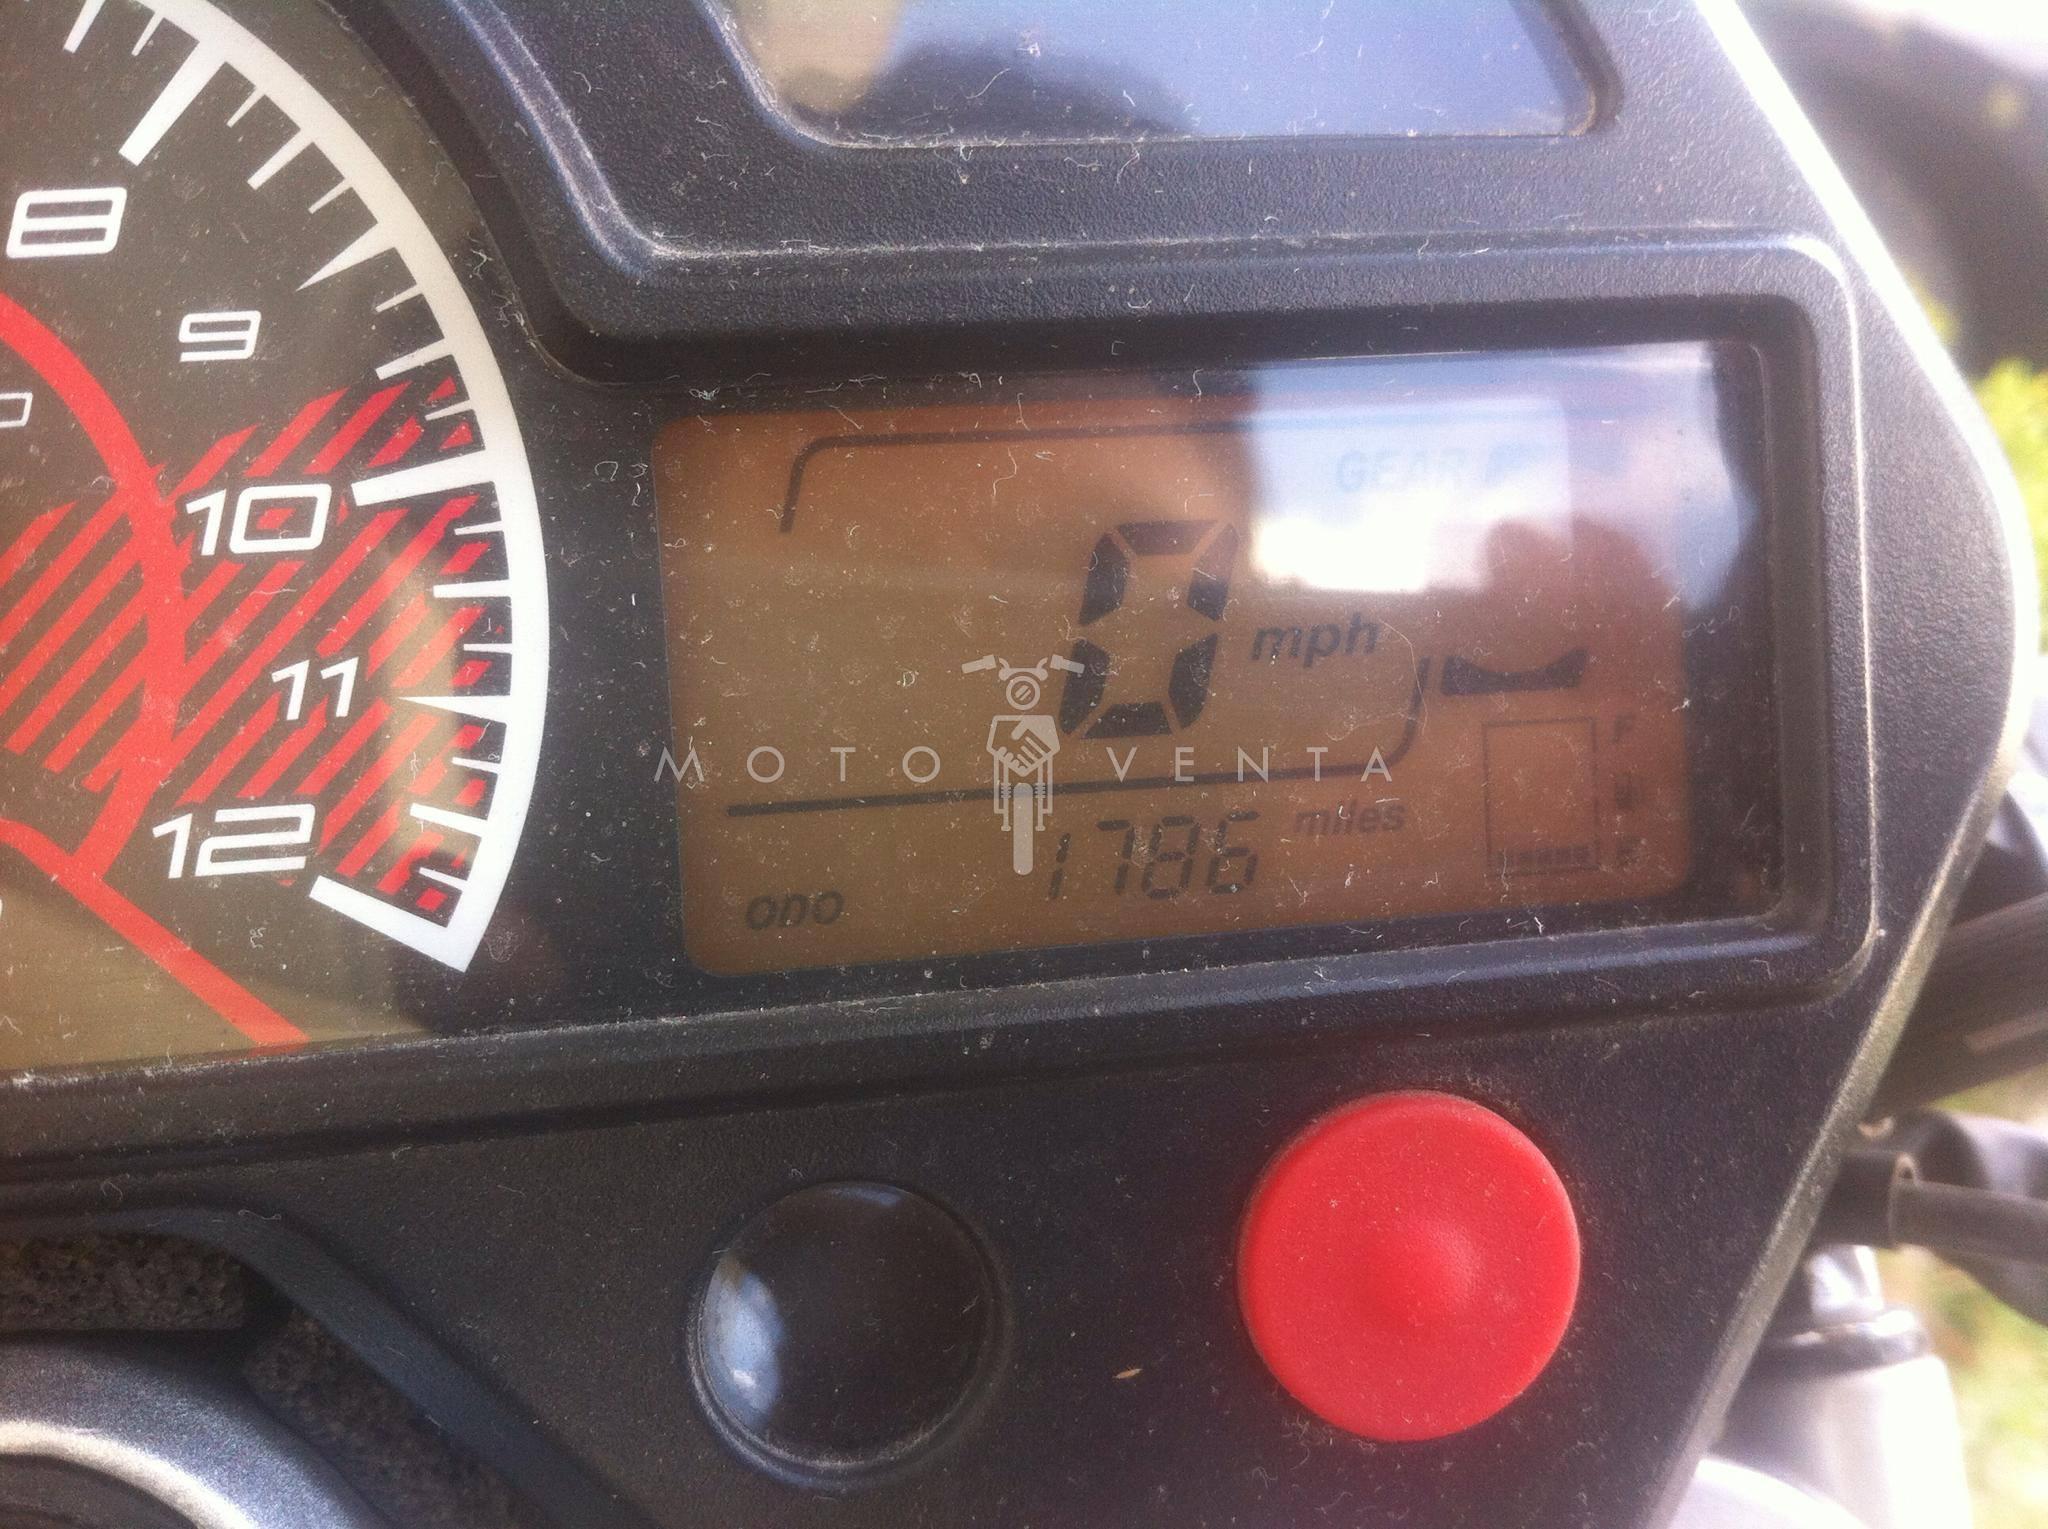 8
9
10
11
12
GEAR
0 mph
MOTO VENTA
ODO 1786 miles
F
E